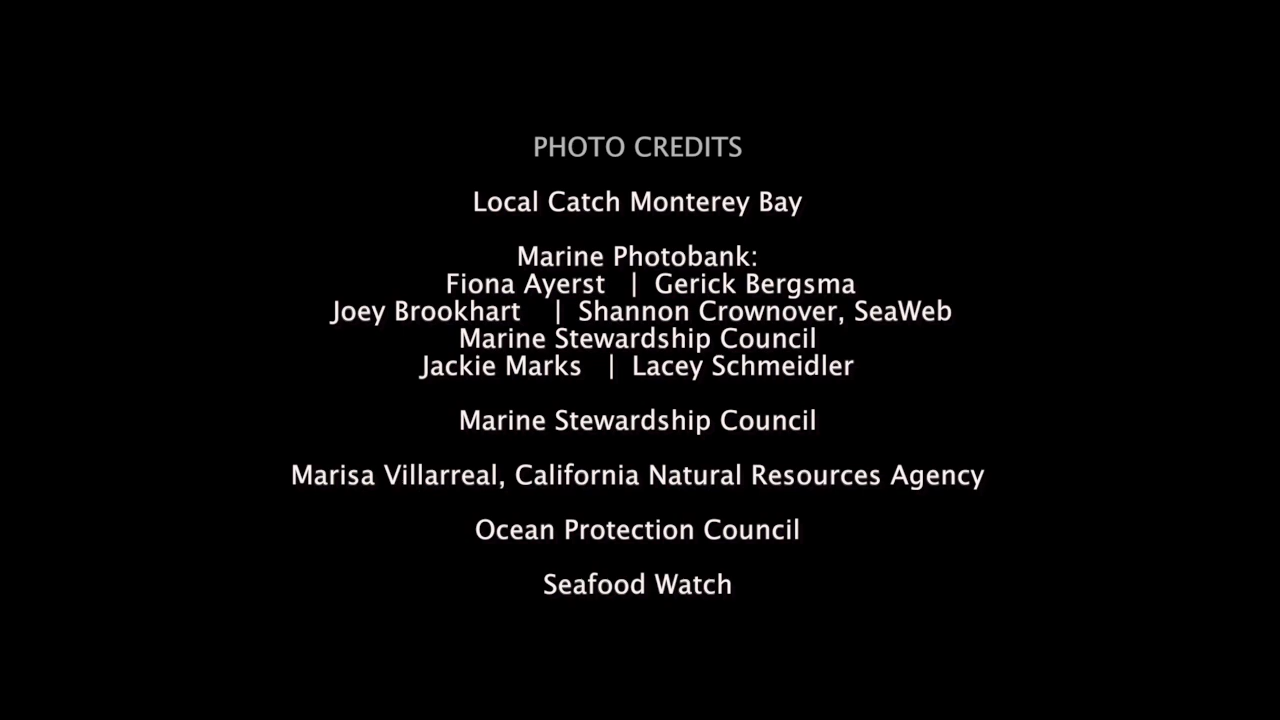 PHOTO CREDITS
Local Catch Monterey Bay
Marine Photobank:
Fiona Ayerst | Gerick Bergsma
Joey Brookhart | Shannon Crownover, SeaWeb
Marine Stewardship Council
Jackie Marks | Lacey Schmeidler
Marine Stewardship Council
Marisa Villarreal, California Natural Resources Agency
Ocean Protection Council
Seafood Watch